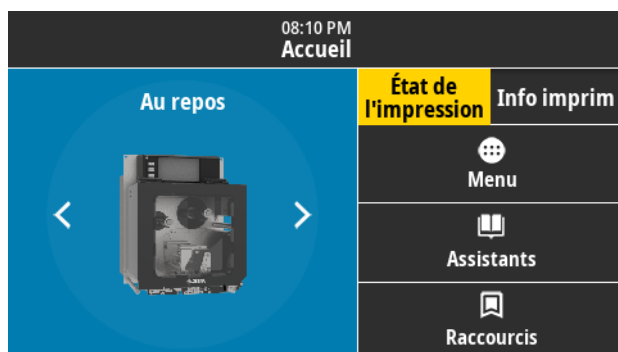 08:10 PM
Accueil
Au repos
État de
l'impression
Info imprim
Menu
Assistants
Raccourcis